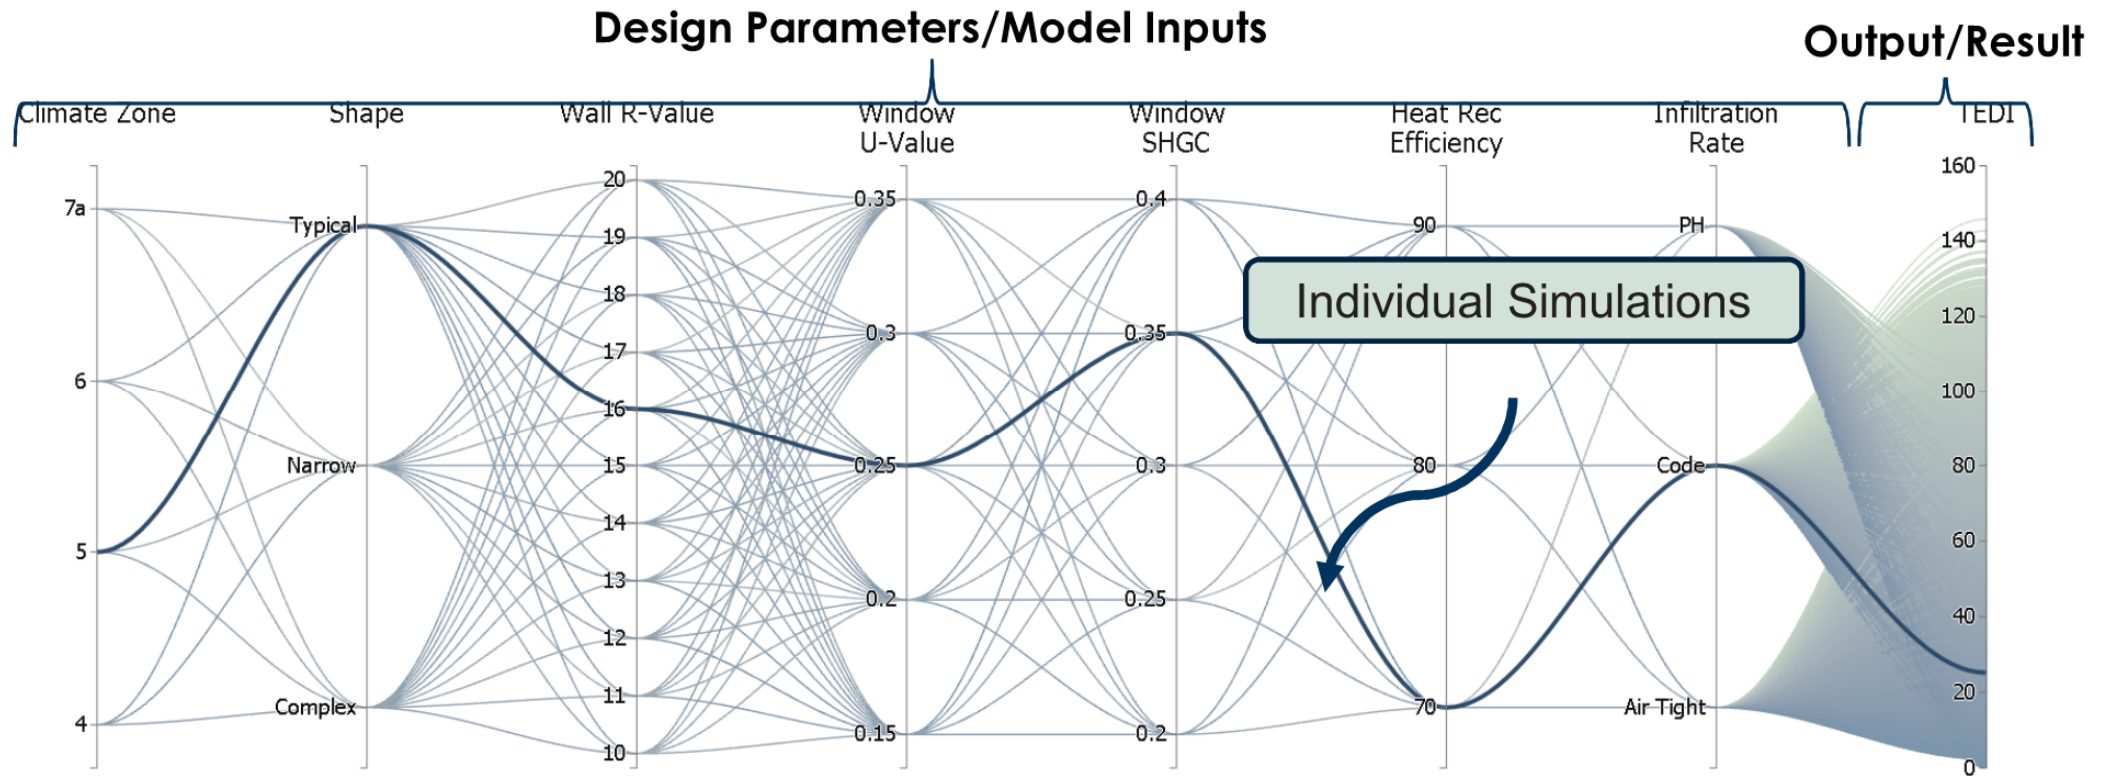 Design Parameters/Model Inputs
Output/Result
Climate Zone
Shape
Wall R-Value
Window
U-Value
Window
SHGC
Heat Rec
Efficiency
Infiltration
Rate
TEDI
7a
6
5
4
Typical
Narrow
Complex
20
19
18
17
16
15
14
13
12
11
10
0.35
0.3
0.25
0.2
0.15
0.4
0.35
0.3
0.25
0.2
90
80
70
Individual Simulations
PH
Code
Air Tight
160
140
120
100
80
60
40
20
0